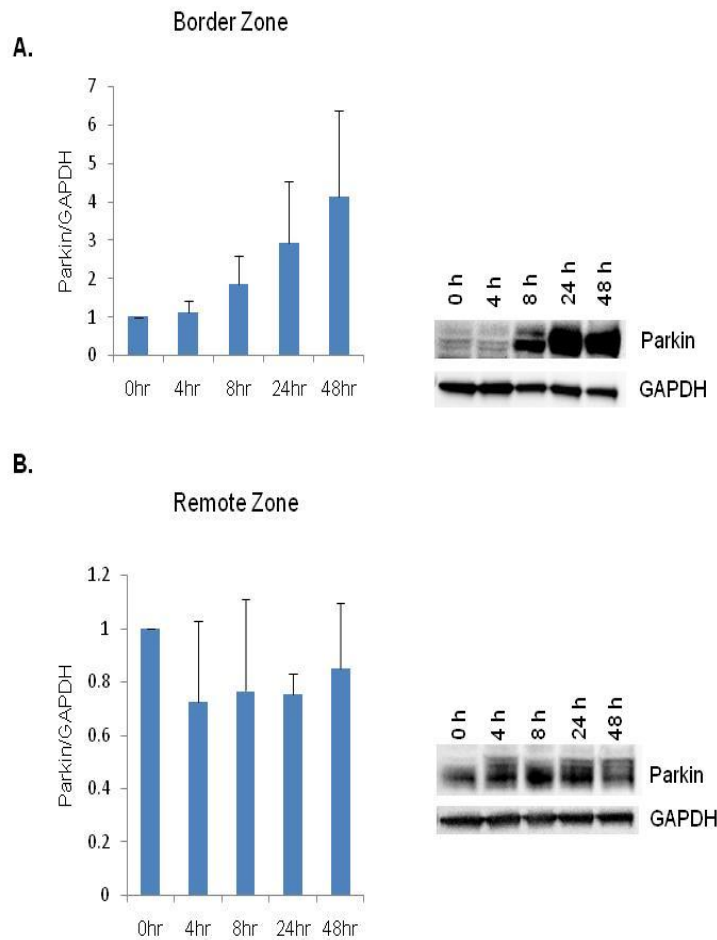 Border Zone
A.
7
6
5
4
3
2
1
0
Parkin/GAPDH
0hr 4hr 8hr 24hr 48hr
0 h 4 h 8 h 24 h 48 h
Parkin
GAPDH
B.
Remote Zone
1.2
1
0.8
0.6
0.4
0.2
0
Parkin/GAPDH
0hr 4hr 8hr 24hr 48hr
0 h 4 h 8 h 24 h 48 h
Parkin
GAPDH